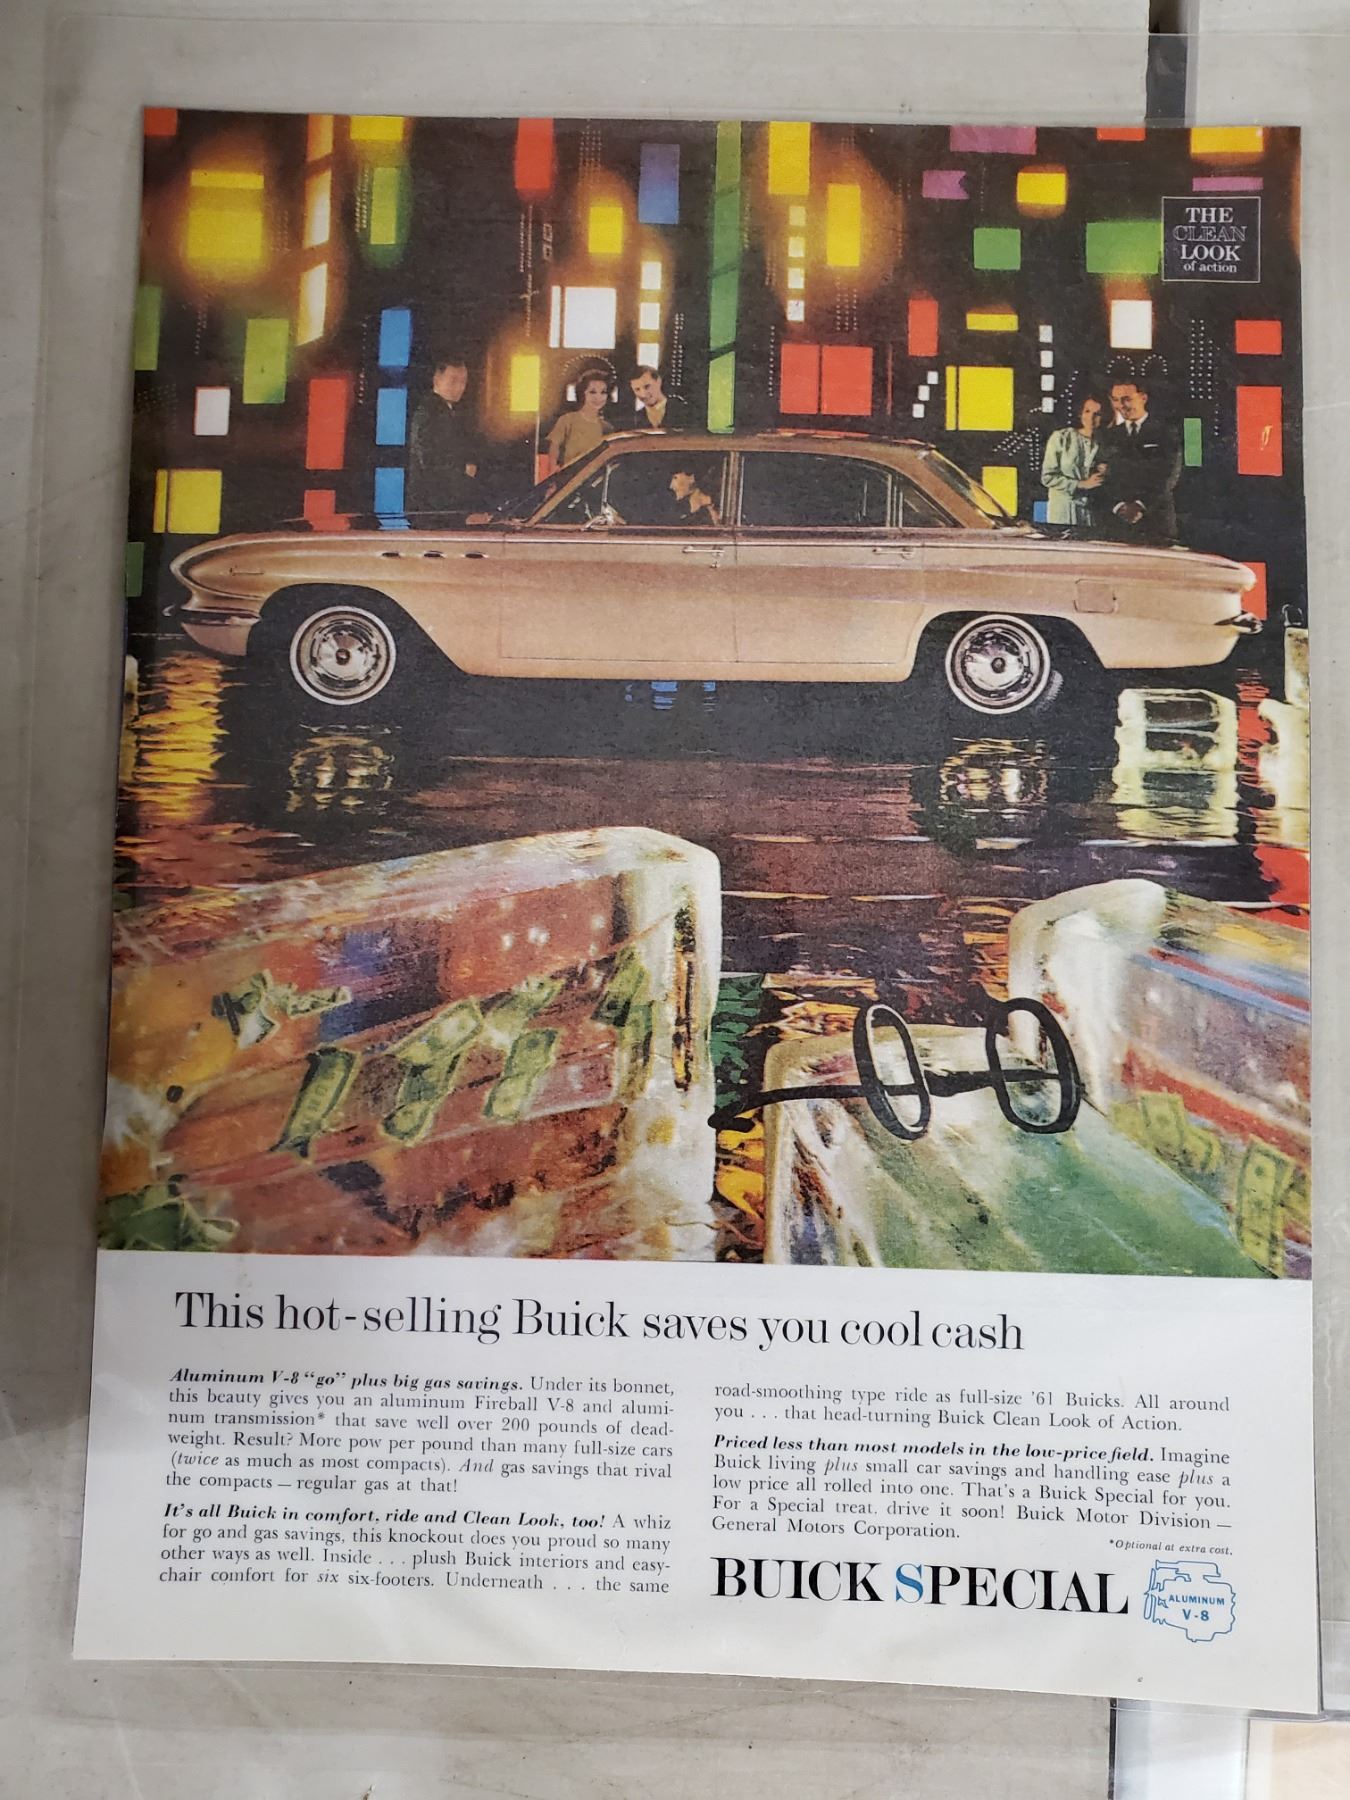 THE
CLEAN
LOOK
of action
This hot-selling Buick saves you cool cash
Aluminum V-8 “go” plus big gas savings. Under its bonnet,
this beauty gives you an aluminum Fireball V-8 and alumi-
num transmission* that save well over 200 pounds of dead-
weight. Result? More pow per pound than many full-size cars
(twice as much as most compacts). And gas savings that rival
the compacts — regular gas at that!
It's all Buick in comfort, ride and Clean Look, too! A whiz
for go and gas savings, this knockout does you proud so many
other ways as well. Inside . . . plush Buick interiors and easy-
chair comfort for six six-footers. Underneath . . . the same
road-smoothing type ride as full-size '61 Buicks. All around
you . . . that head-turning Buick Clean Look of Action.
Priced less than most models in the low-price field. Imagine
Buick living plus small car savings and handling ease plus a
low price all rolled into one. That's a Buick Special for you.
For a Special treat, drive it soon! Buick Motor Division —
General Motors Corporation.
*Optional at extra cost.
BUICK SPECIAL
ALUMINUM
V-8